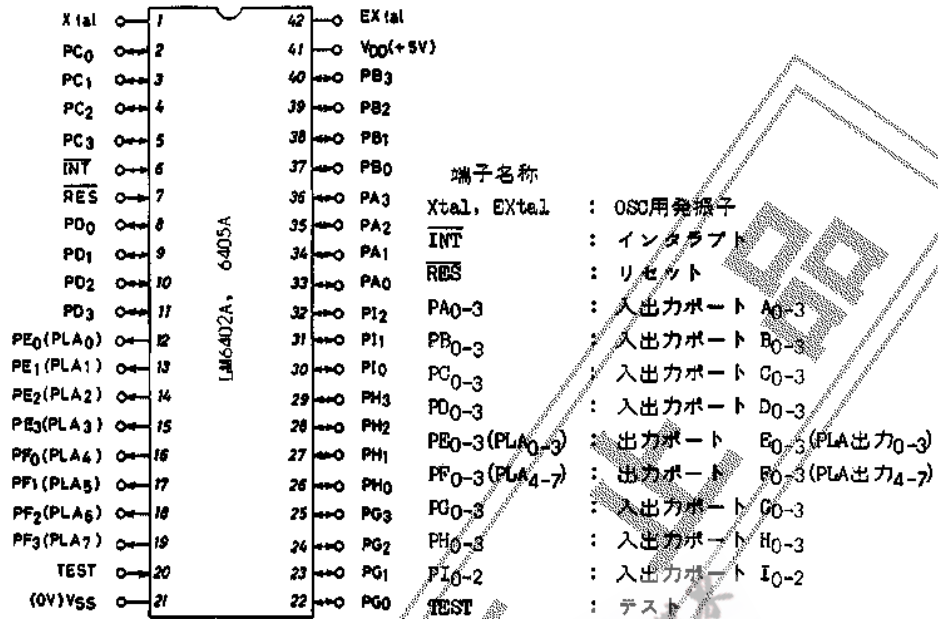 Xtal 1 42 EXtal
PC0 2 41 VDD(+5V)
PC1 3 40 PB3
PC2 4 39 PB2
PC3 5 38 PB1
INT 6 37 PB0
RES 7 36 PA3
PD0 8 35 PA2
PD1 9 34 PA1
PD2 10 33 PA0
PD3 11 32 PI2
PE0(PLA0) 12 31 PI1
PE1(PLA1) 13 30 PI0
PE2(PLA2) 14 29 PH3
PE3(PLA3) 15 28 PH2
PF0(PLA4) 16 27 PH1
PF1(PLA5) 17 26 PH0
PF2(PLA6) 18 25 PG3
PF3(PLA7) 19 24 PG2
TEST 20 23 PG1
(0V)VSS 21 22 PG0
LM6402A, 6405A
端子名称
Xtal, EXtal : OSC用発振子
INT : インタラプト
RES : リセット
PA0-3 : 入出力ポート A0-3
PB0-3 : 入出力ポート B0-3
PC0-3 : 入出力ポート C0-3
PD0-3 : 入出力ポート D0-3
PE0-3(PLA0-3) : 出力ポート E0-3(PLA出力0-3)
PF0-3(PLA4-7) : 出力ポート F0-3(PLA出力4-7)
PG0-3 : 入出力ポート G0-3
PH0-3 : 入出力ポート H0-3
PI0-2 : 入出力ポート I0-2
TEST : テスト